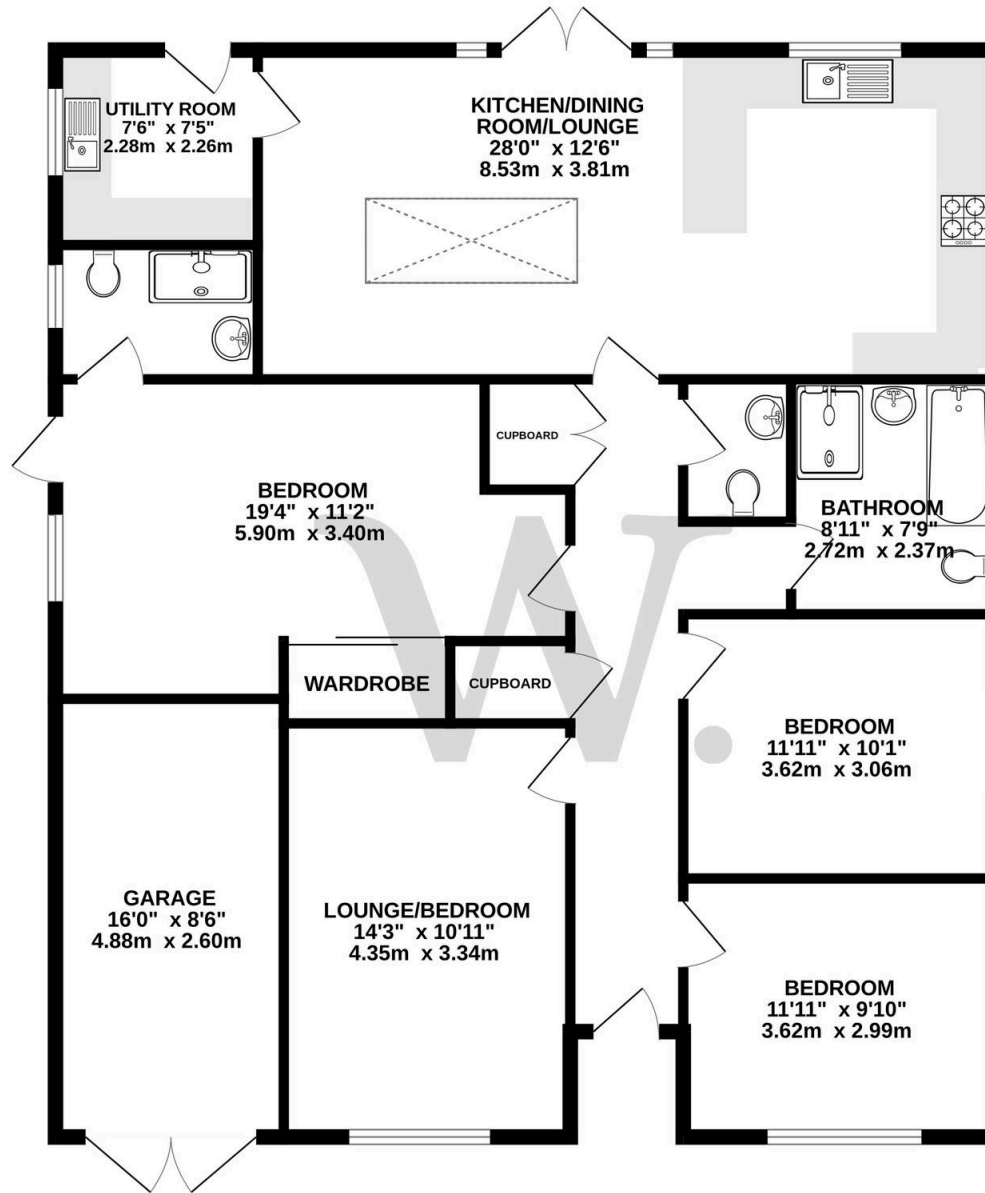 UTILITY ROOM
7'6" x 7'5"
2.28m x 2.26m
KITCHEN/DINING
ROOM/LOUNGE
28'0" x 12'6"
8.53m x 3.81m
CUPBOARD
BEDROOM
19'4" x 11'2"
5.90m x 3.40m
BATHROOM
8'11" x 7'9"
2.72m x 2.37m
WARDROBE
CUPBOARD
BEDROOM
11'11" x 10'1"
3.62m x 3.06m
GARAGE
16'0" x 8'6"
4.88m x 2.60m
LOUNGE/BEDROOM
14'3" x 10'11"
4.35m x 3.34m
BEDROOM
11'11" x 9'10"
3.62m x 2.99m
W.